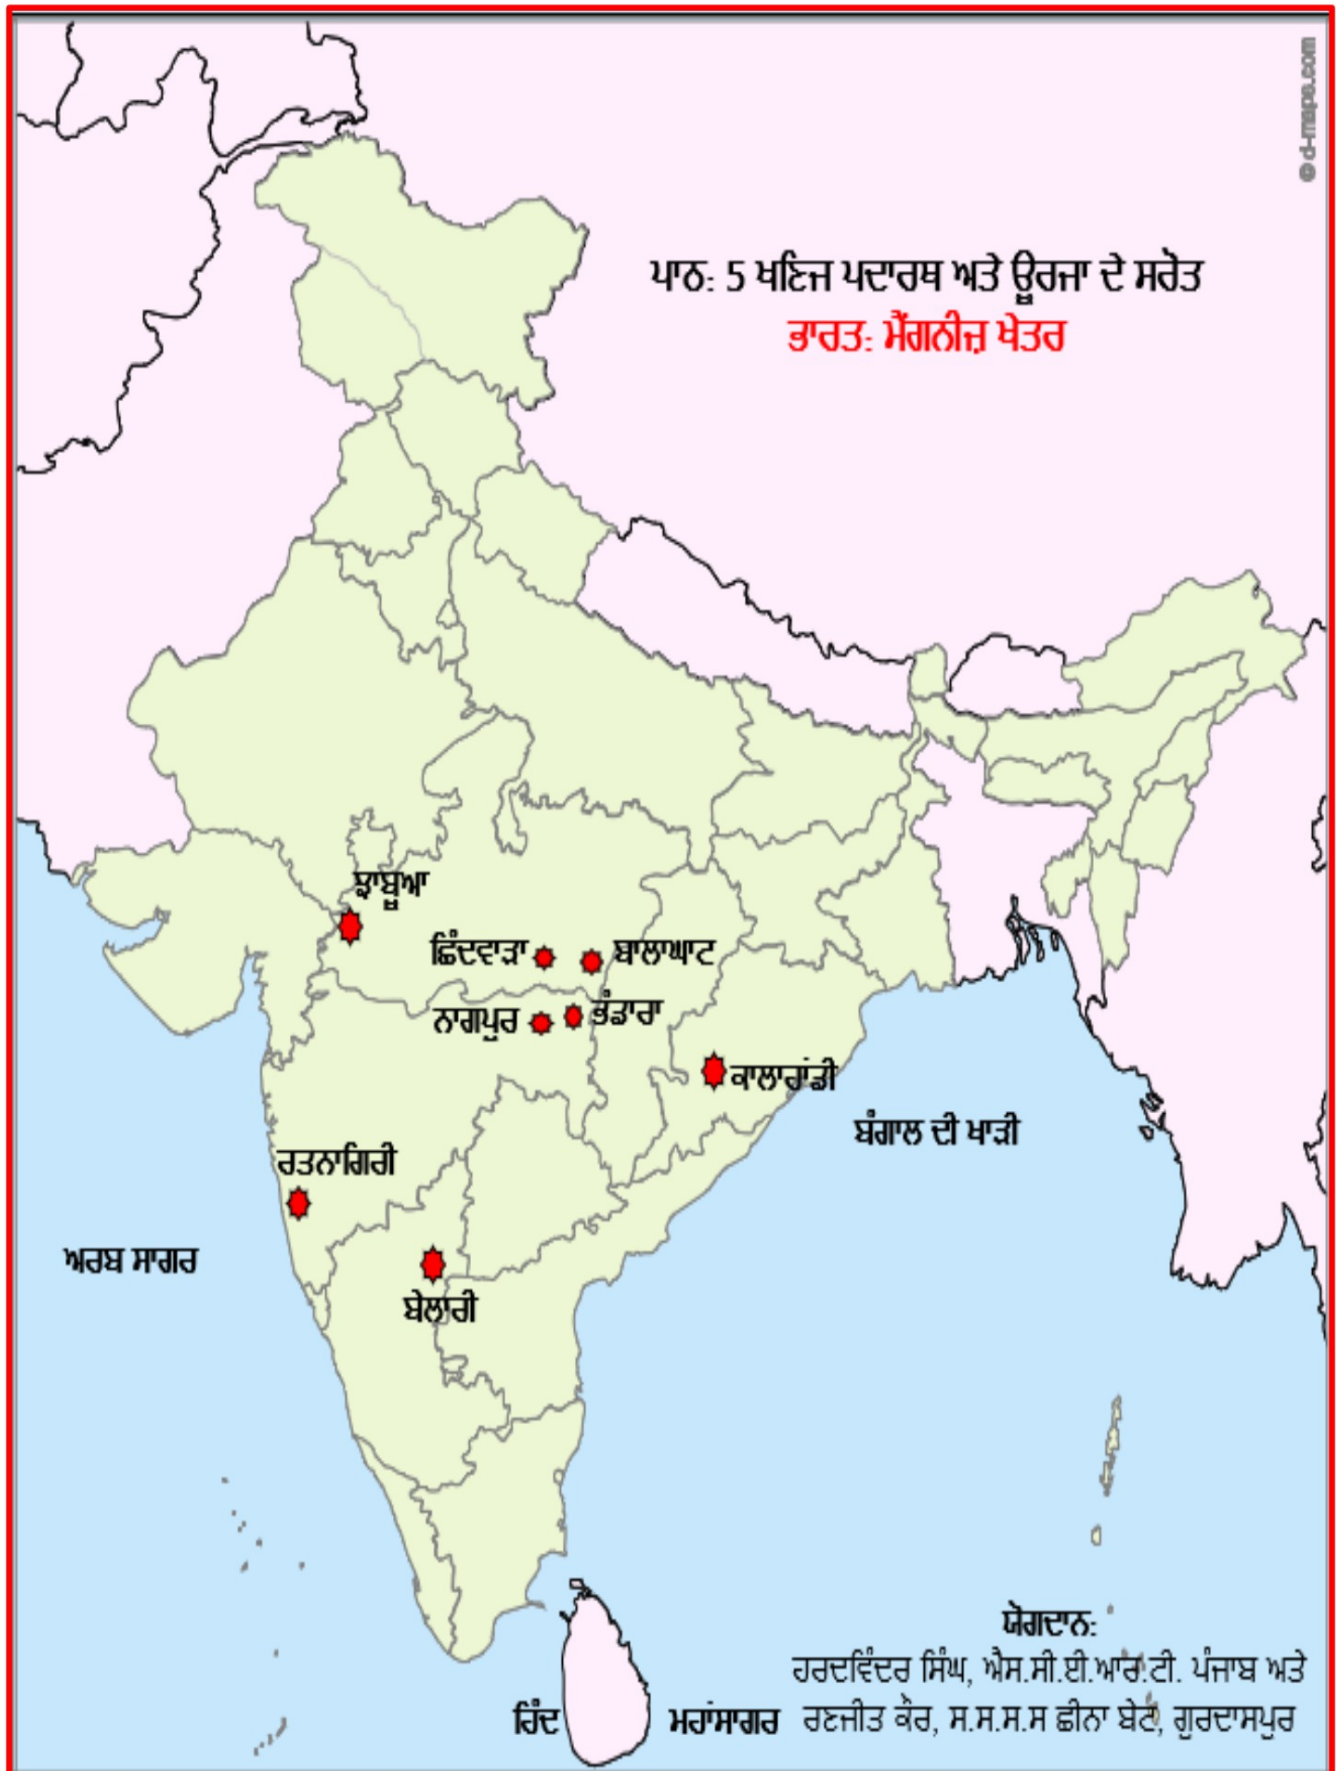 © d-maps.com
ਪਾਠ: 5 ਖਣਿਜ ਪਦਾਰਥ ਅਤੇ ਊਰਜਾ ਦੇ ਸਰੋਤ
ਭਾਰਤ: ਮੈਂਗਨੀਜ਼ ਖੇਤਰ
ਝਾਬੂਆ
ਛਿੰਦਵਾੜਾ
ਬਾਲਾਘਾਟ
ਨਾਗਪੁਰ
ਭੰਡਾਰਾ
ਕਾਲਾਹਾਂਡੀ
ਬੰਗਾਲ ਦੀ ਖਾੜੀ
ਰਤਨਾਗਿਰੀ
ਅਰਬ ਸਾਗਰ
ਬੇਲਾਰੀ
ਯੋਗਦਾਨ:
ਹਰਦਵਿੰਦਰ ਸਿੰਘ, ਐਸ.ਸੀ.ਈ.ਆਰ.ਟੀ. ਪੰਜਾਬ ਅਤੇ
ਹਿੰਦ ਮਹਾਂਸਾਗਰ
ਰਣਜੀਤ ਕੌਰ, ਸ.ਸ.ਸ.ਸ ਛੀਨਾ ਬੇਟ, ਗੁਰਦਾਸਪੁਰ